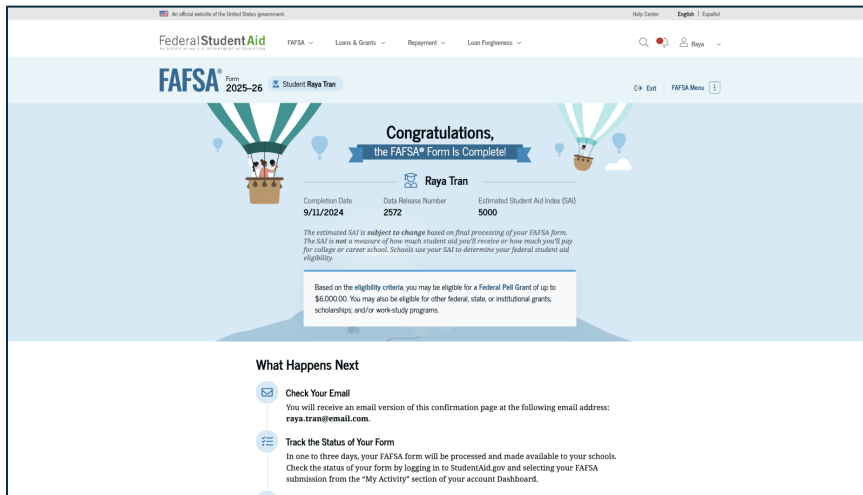 An official website of the United States government.
Help Center English | Español
Federal Student Aid
An OFFICE of the U.S. DEPARTMENT of EDUCATION
FAFSA Loans & Grants Repayment Loan Forgiveness
Raya
FAFSA® Form 2025–26
Student Raya Tran
Exit FAFSA Menu
Congratulations,
the FAFSA® Form Is Complete!
Raya Tran
Completion Date Data Release Number Estimated Student Aid Index (SAI)
9/11/2024 2572 5000
The estimated SAI is subject to change based on final processing of your FAFSA form.
The SAI is not a measure of how much student aid you'll receive or how much you'll pay
for college or career school. Schools use your SAI to determine your federal student aid
eligibility.
Based on the eligibility criteria, you may be eligible for a Federal Pell Grant of up to
$6,000.00. You may also be eligible for other federal, state, or institutional grants;
scholarships; and/or work-study programs.
What Happens Next
Check Your Email
You will receive an email version of this confirmation page at the following email address:
raya.tran@email.com.
Track the Status of Your Form
In one to three days, your FAFSA form will be processed and made available to your schools.
Check the status of your form by logging in to StudentAid.gov and selecting your FAFSA
submission from the “My Activity” section of your account Dashboard.